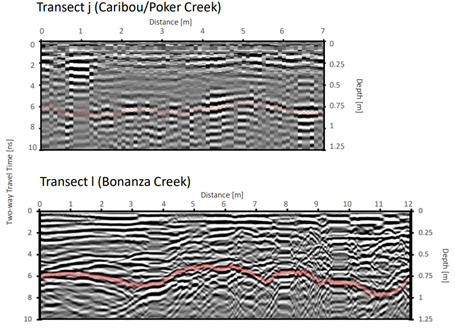 Transect j (Caribou/Poker Creek)
Distance [m]
0 1 2 3 4 5 6 7
0
2
4
6
8
10
0
0.25
0.5
0.75
1
1.25
Depth [m]
Two-way Travel Time [ns]
Transect l (Bonanza Creek)
Distance [m]
0 1 2 3 4 5 6 7 8 9 10 11 12
0
2
4
6
8
10
0
0.25
0.5
0.75
1
1.25
Depth [m]